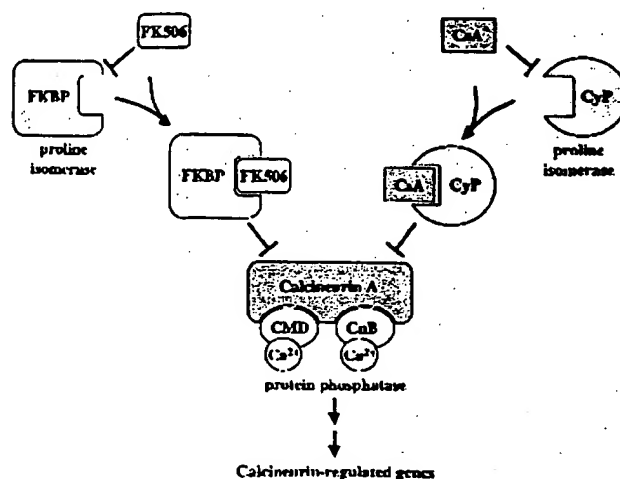 FK506
CsA
FKBP
CyP
proline
isomerase
proline
isomerase
FKBP
FK506
CsA
CyP
Calcineurin A
CMD
CnB
Ca2+
Ca2+
protein phosphatase
Calcineurin-regulated genes